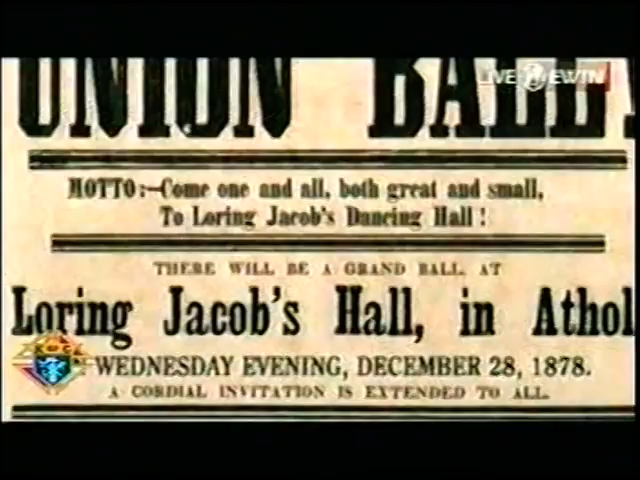 LIVE EWTN
UNION BALL!
MOTTO:—Come one and all, both great and small,
To Loring Jacob's Dancing Hall!
THERE WILL BE A GRAND BALL AT
Loring Jacob's Hall, in Athol
WEDNESDAY EVENING, DECEMBER 28, 1878.
A CORDIAL INVITATION IS EXTENDED TO ALL.